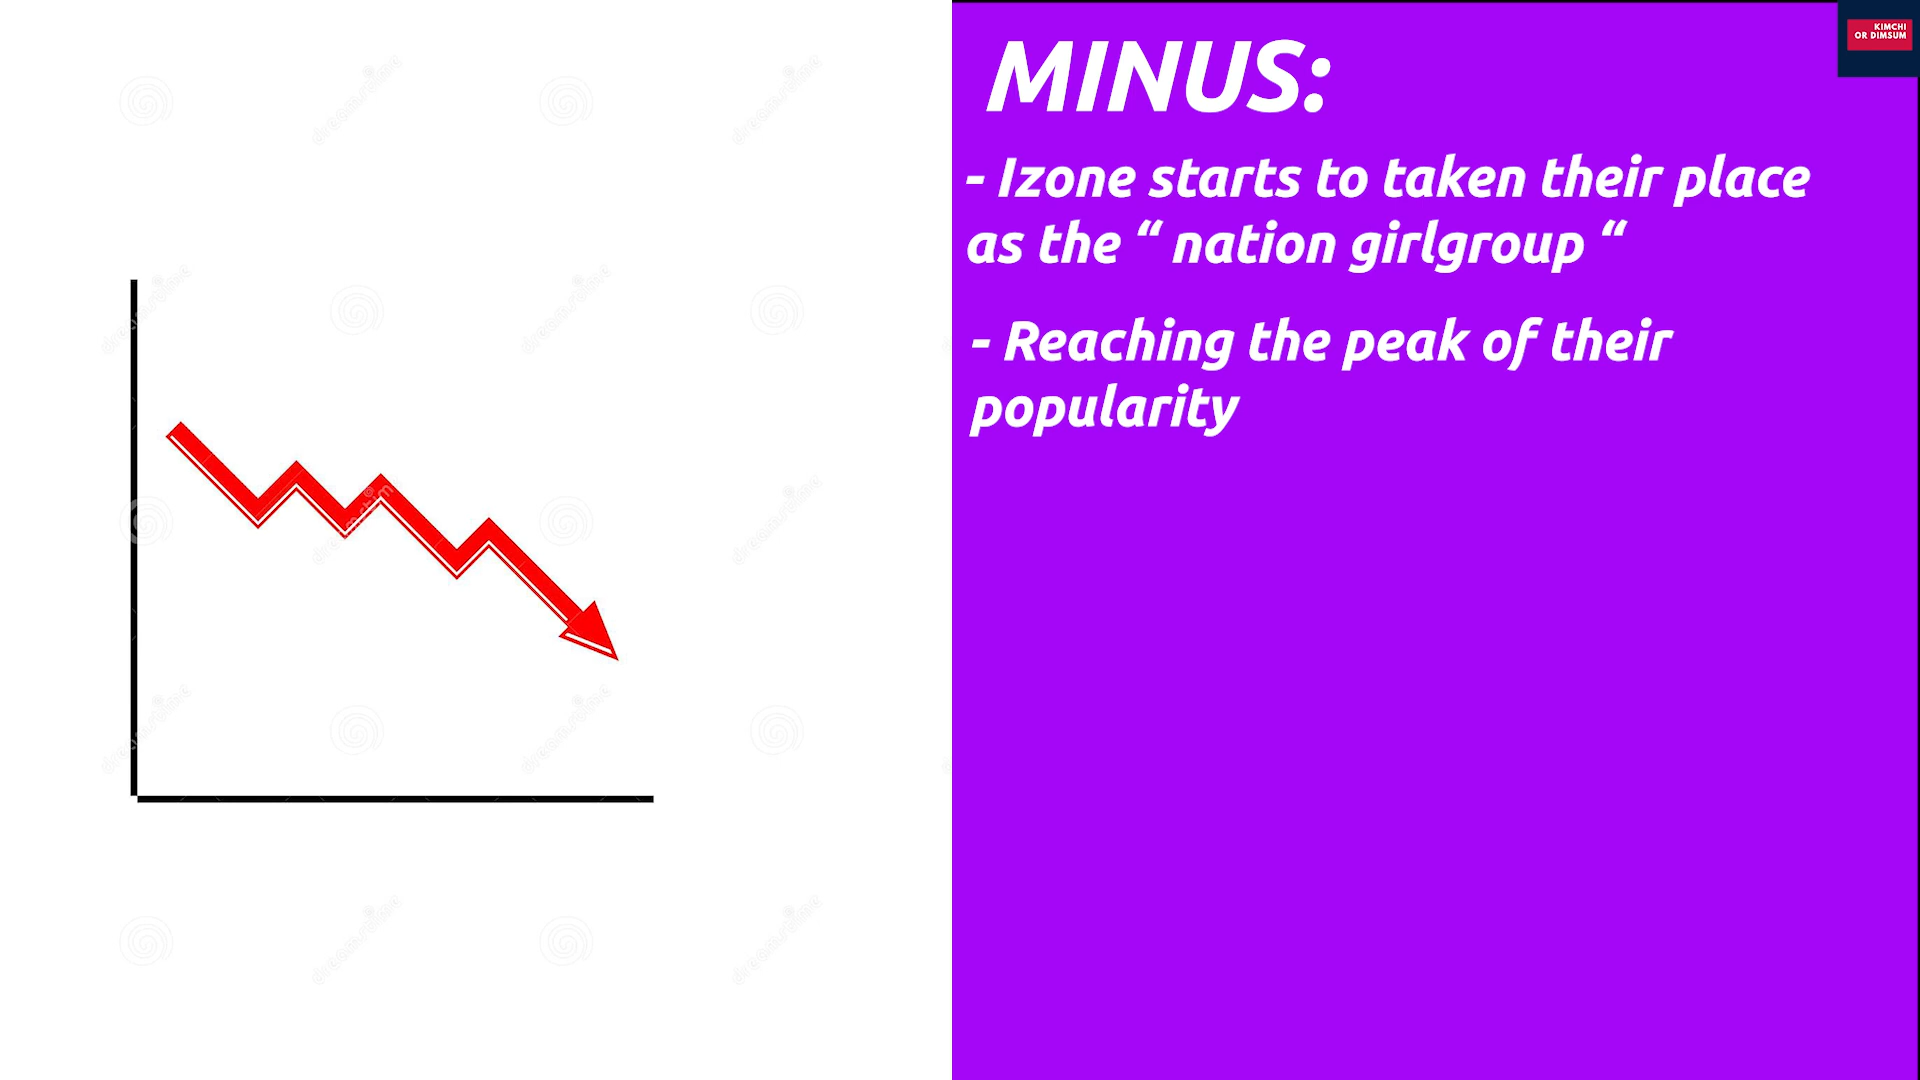 MINUS:
KIMCHI
OR DIMSUM
- Izone starts to taken their place
as the “ nation girlgroup “
- Reaching the peak of their
popularity
dreamstime